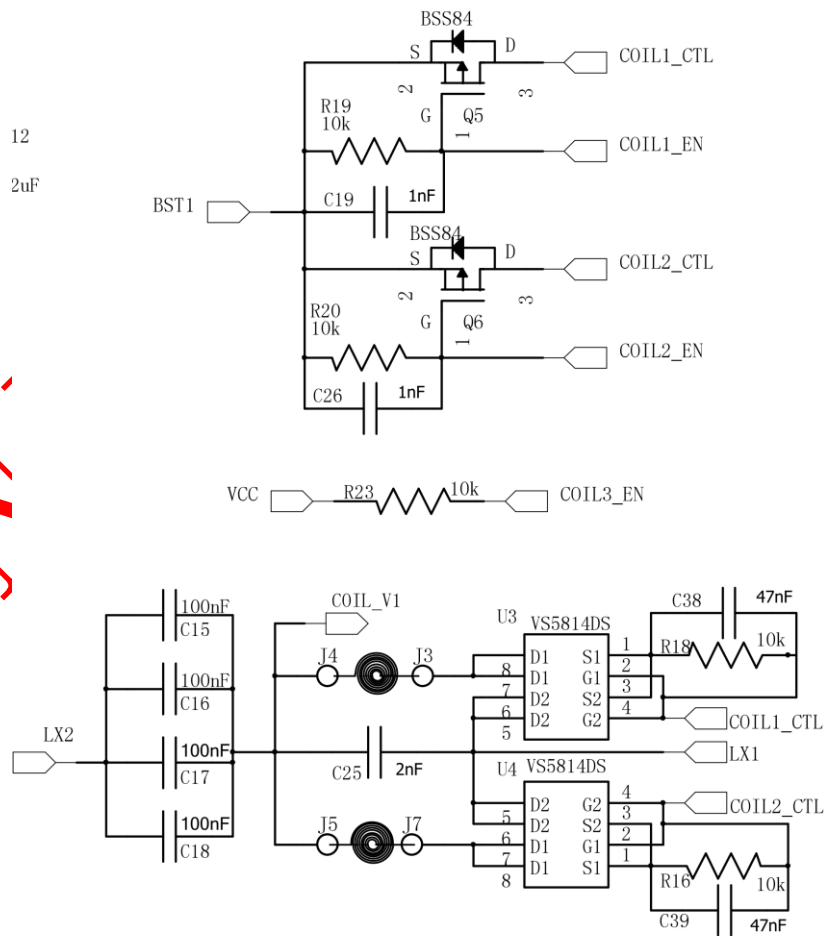 BSS84
S D COIL1_CTL
2 3
R19 G Q5
10k 1 COIL1_EN
12
2uF
C19 1nF
BST1
BSS84
S D COIL2_CTL
2 3
R20 G Q6
10k 1 COIL2_EN
C26 1nF
VCC R23 10k COIL3_EN
100nF COIL_V1 C38 47nF
C15 U3 VS5814DS
J4 J3 D1 S1 1 R18 10k
8 D1 G1 2
100nF 7 D2 S2 3
C16 6 D2 G2 4 COIL1_CTL
5
LX2 100nF LX1
C17 C25 2nF U4 VS5814DS
D2 G2 4 COIL2_CTL
100nF 5 D2 S2 3
C18 J5 J7 6 D1 G1 2
7 D1 S1 1
8 R16 10k
C39 47nF